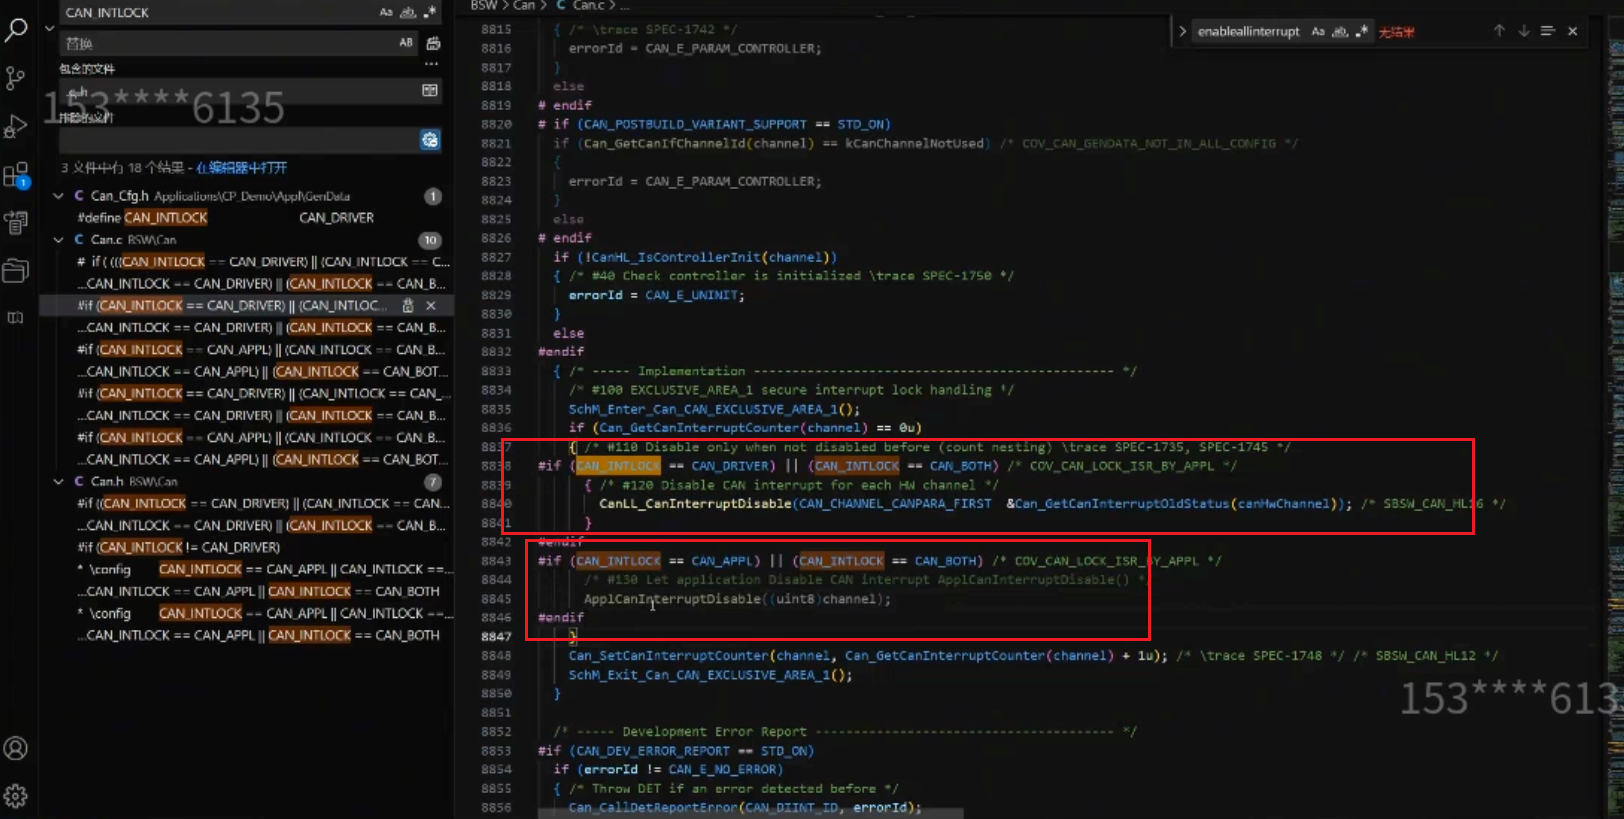 CAN_INTLOCK
替换
包含的文件
排除的文件
153****6135
3 文件中有 18 个结果 - 在编辑器中打开
Can_Cfg.h Applications\CP_Demo\Appl\GenData 1
#define CAN_INTLOCK CAN_DRIVER
Can.c BSW\Can 10
# if ( (((CAN_INTLOCK == CAN_DRIVER) || (CAN_INTLOCK == C...
...CAN_INTLOCK == CAN_DRIVER) || (CAN_INTLOCK == CAN_B...
#if (CAN_INTLOCK == CAN_DRIVER) || (CAN_INTLOC...
...CAN_INTLOCK == CAN_DRIVER) || (CAN_INTLOCK == CAN_B...
#if (CAN_INTLOCK == CAN_APPL) || (CAN_INTLOCK == CAN_B...
...CAN_INTLOCK == CAN_APPL) || (CAN_INTLOCK == CAN_BOT...
#if (CAN_INTLOCK == CAN_DRIVER) || (CAN_INTLOCK == CAN_...
...CAN_INTLOCK == CAN_DRIVER) || (CAN_INTLOCK == CAN_B...
#if (CAN_INTLOCK == CAN_APPL) || (CAN_INTLOCK == CAN_B...
...CAN_INTLOCK == CAN_APPL) || (CAN_INTLOCK == CAN_BOT...
Can.h BSW\Can 7
#if ((CAN_INTLOCK == CAN_DRIVER) || (CAN_INTLOCK == CAN...
...CAN_INTLOCK == CAN_DRIVER) || (CAN_INTLOCK == CAN_B...
#if (CAN_INTLOCK != CAN_DRIVER)
* \config CAN_INTLOCK == CAN_APPL || CAN_INTLOCK ==...
...CAN_INTLOCK == CAN_APPL || CAN_INTLOCK == CAN_BOTH
* \config CAN_INTLOCK == CAN_APPL || CAN_INTLOCK ==...
...CAN_INTLOCK == CAN_APPL || CAN_INTLOCK == CAN_BOTH
BSW > Can > C Can.c > ...
enableallinterrupt Aa ab 无结果
8815 { /* \trace SPEC-1742 */
8816 errorId = CAN_E_PARAM_CONTROLLER;
8817 }
8818 else
8819 # endif
8820 # if (CAN_POSTBUILD_VARIANT_SUPPORT == STD_ON)
8821 if (Can_GetCanIfChannelId(channel) == kCanChannelNotUsed) /* COV_CAN_GENDATA_NOT_IN_ALL_CONFIG */
8822 {
8823 errorId = CAN_E_PARAM_CONTROLLER;
8824 }
8825 else
8826 # endif
8827 if (!CanHL_IsControllerInit(channel))
8828 { /* #40 Check controller is initialized \trace SPEC-1750 */
8829 errorId = CAN_E_UNINIT;
8830 }
8831 else
8832 #endif
8833 { /* ----- Implementation ----------------------------------------------- */
8834 /* #100 EXCLUSIVE_AREA_1 secure interrupt lock handling */
8835 SchM_Enter_Can_CAN_EXCLUSIVE_AREA_1();
8836 if (Can_GetCanInterruptCounter(channel) == 0u)
8837 { /* #110 Disable only when not disabled before (count nesting) \trace SPEC-1735, SPEC-1745 */
8838 #if (CAN_INTLOCK == CAN_DRIVER) || (CAN_INTLOCK == CAN_BOTH) /* COV_CAN_LOCK_ISR_BY_APPL */
8839 { /* #120 Disable CAN interrupt for each HW channel */
8840 CanLL_CanInterruptDisable(CAN_CHANNEL_CANPARA_FIRST &Can_GetCanInterruptOldStatus(canHwChannel)); /* SBSW_CAN_HL16 */
8841 }
8842 #endif
8843 #if (CAN_INTLOCK == CAN_APPL) || (CAN_INTLOCK == CAN_BOTH) /* COV_CAN_LOCK_ISR_BY_APPL */
8844 /* #130 Let application Disable CAN interrupt ApplCanInterruptDisable() *
8845 ApplCanInterruptDisable((uint8)channel);
8846 #endif
8847 }
8848 Can_SetCanInterruptCounter(channel, Can_GetCanInterruptCounter(channel) + 1u); /* \trace SPEC-1748 */ /* SBSW_CAN_HL12 */
8849 SchM_Exit_Can_CAN_EXCLUSIVE_AREA_1();
8850 }
8851
8852 /* ----- Development Error Report --------------------------------------- */
8853 #if (CAN_DEV_ERROR_REPORT == STD_ON)
8854 if (errorId != CAN_E_NO_ERROR)
8855 { /* Throw DET if an error detected before */
8856 Can_CallDetReportError(CAN_DIINT_ID, errorId);
153****613